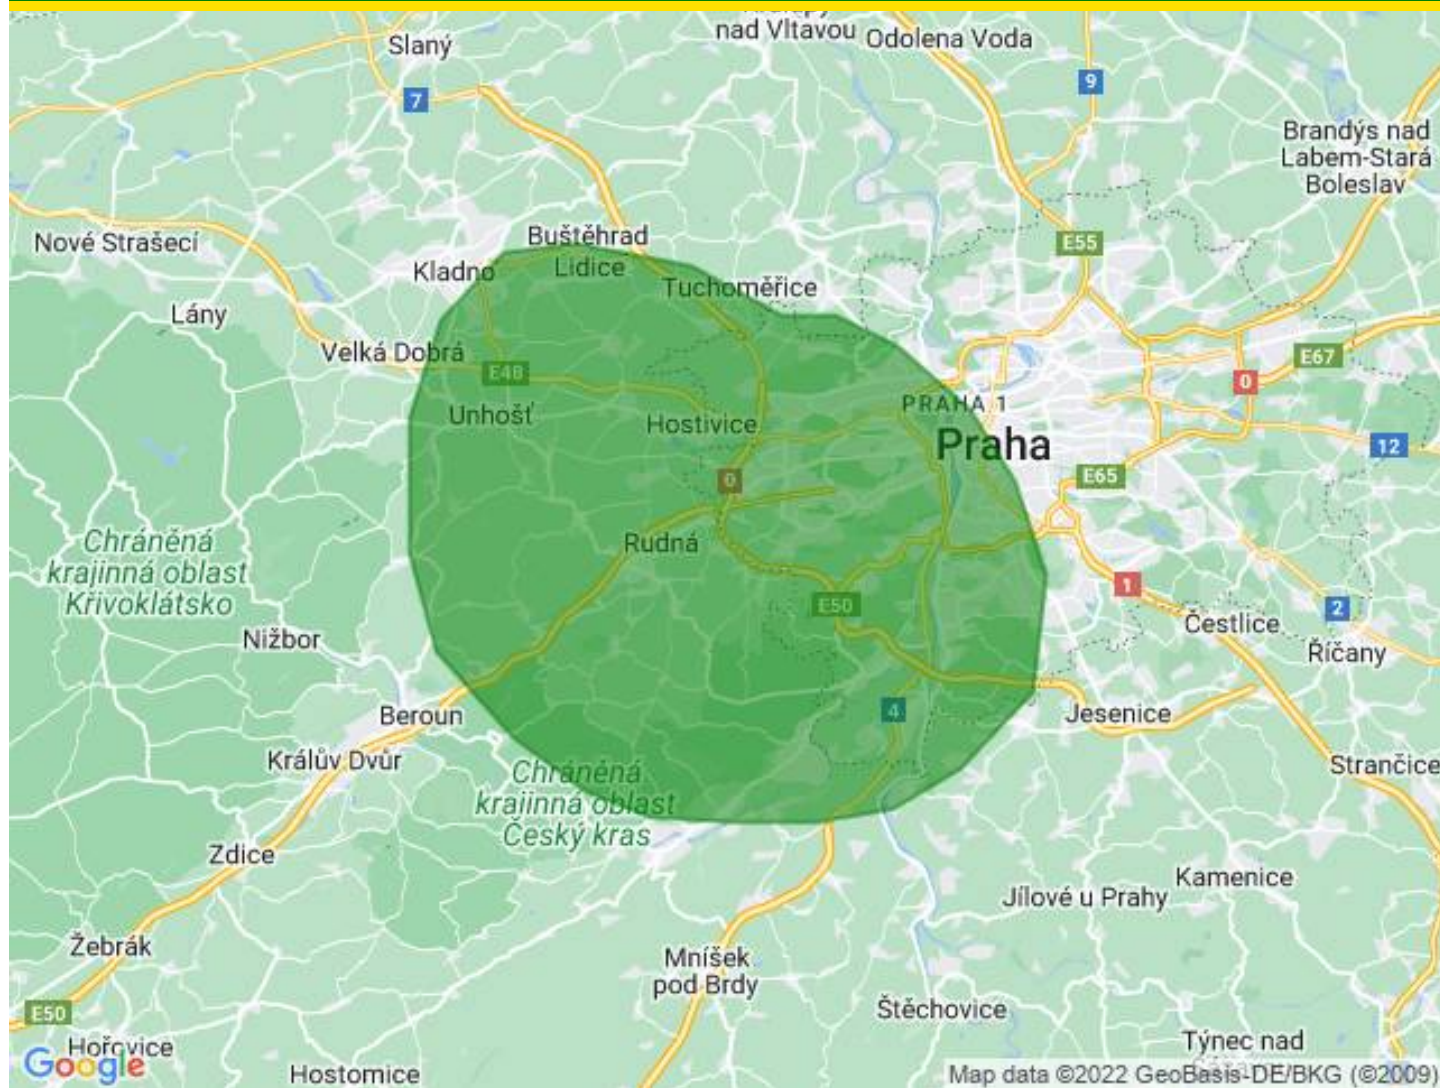 Slaný
nad Vltavou
Odolena Voda
7
9
Brandýs nad
Labem-Stará
Boleslav
Nové Strašecí
Buštěhrad
E55
Kladno
Lidice
Tuchoměřice
Lány
Velká Dobrá
E48
E67
0
Unhošť
PRAHA 1
Hostivice
Praha
12
0
E65
Chráněná
krajinná oblast
Křivoklátsko
Rudná
1
E50
2
Čestlice
Nižbor
Říčany
Beroun
4
Jesenice
Králův Dvůr
Chráněná
krajinná oblast
Český kras
Strančice
Zdice
Kamenice
Jílové u Prahy
Žebrák
Mníšek
pod Brdy
E50
Štěchovice
Hořovice
Týnec nad
Google
Hostomice
Map data ©2022 GeoBasis-DE/BKG (©2009)